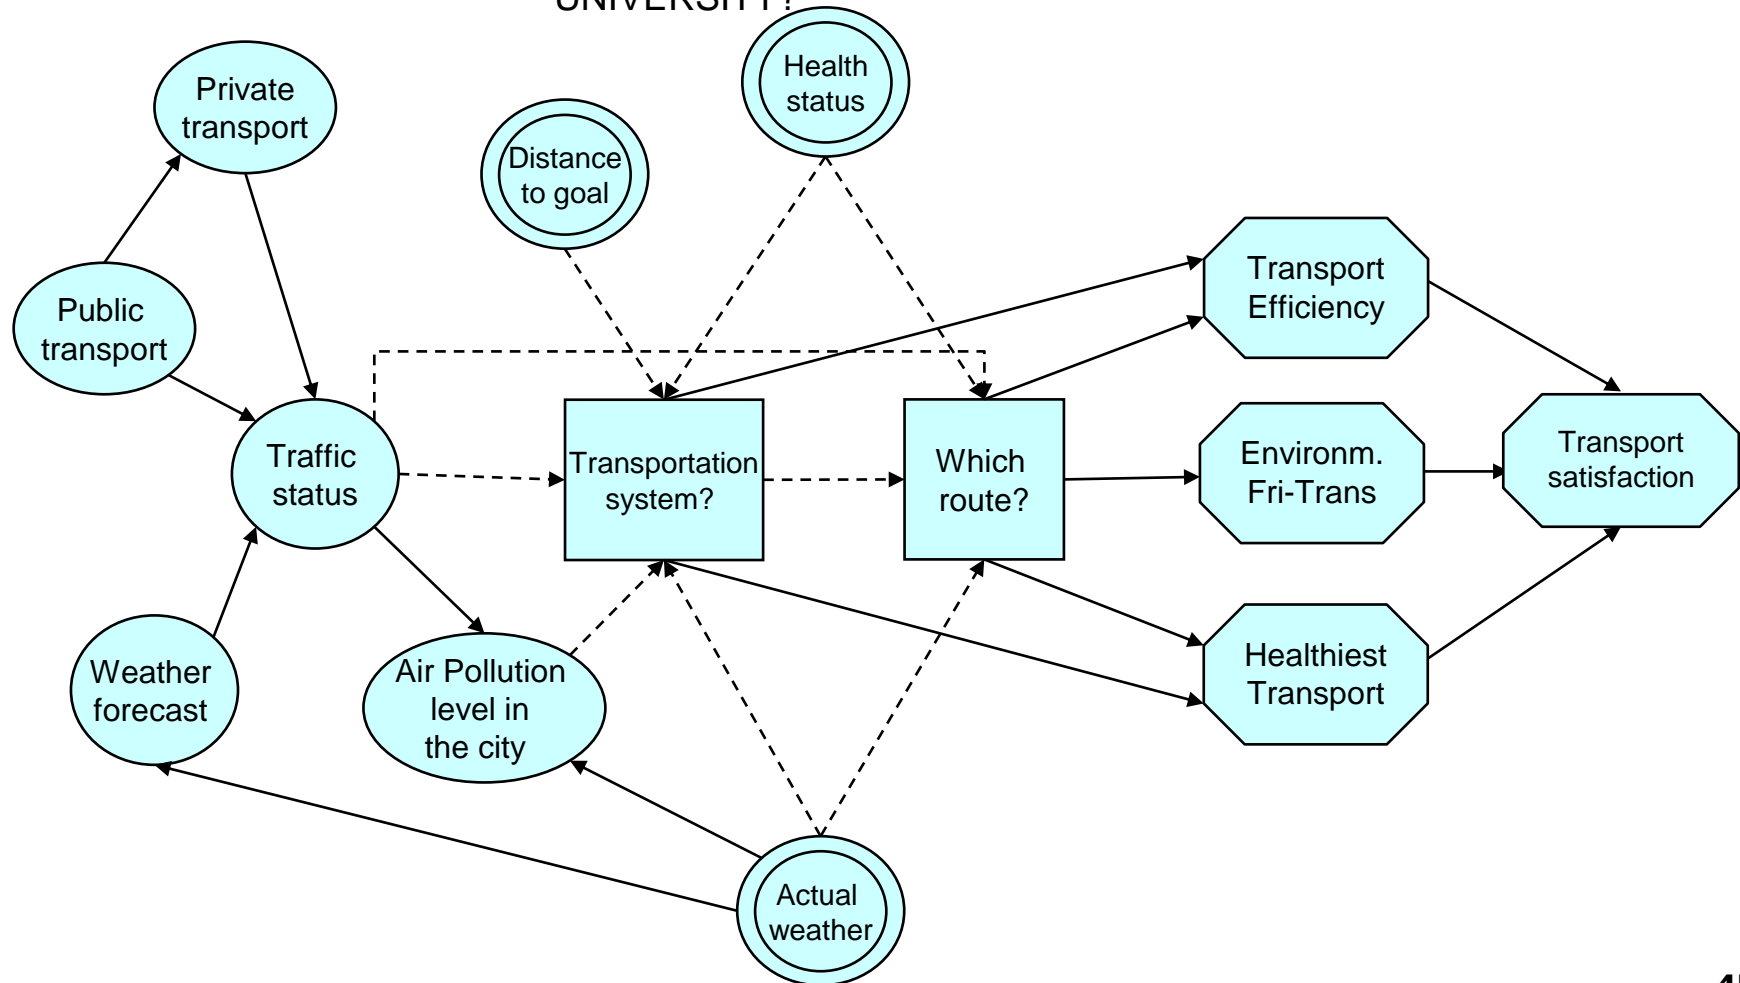 UNIVERSITY?
Health
status
Private
transport
Distance
to goal
Transport
Efficiency
Public
transport
Traffic
status
Transportation
system?
Which
route?
Environm.
Fri-Trans
Transport
satisfaction
Weather
forecast
Air Pollution
level in
the city
Healthiest
Transport
Actual
weather